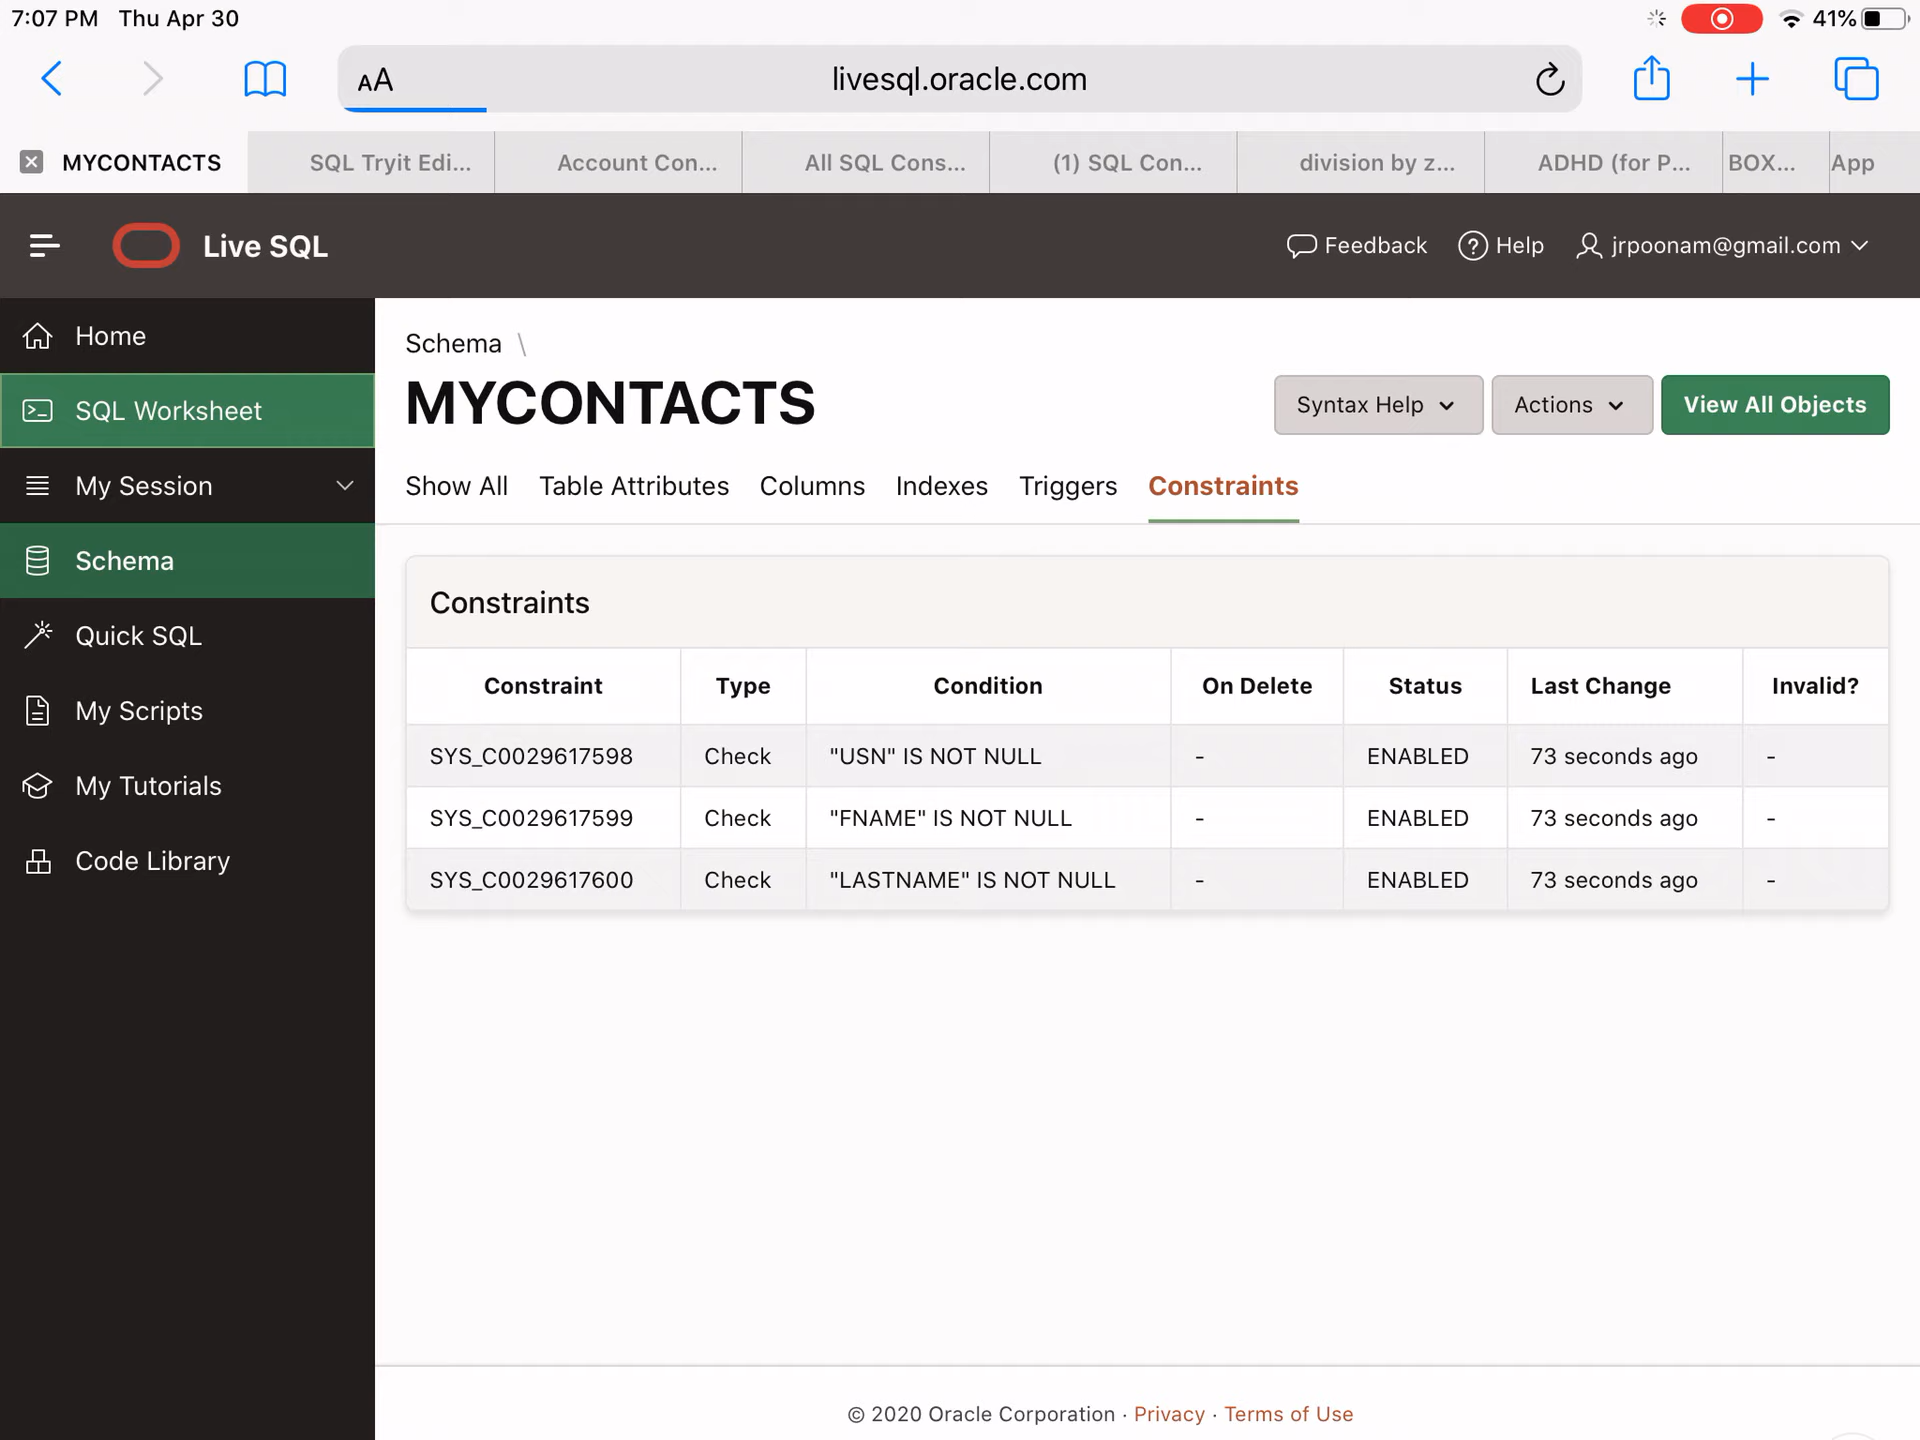 7:07 PM Thu Apr 30
41%
AA
livesql.oracle.com
MYCONTACTS
SQL Tryit Edi...
Account Con...
All SQL Cons...
(1) SQL Con...
division by z...
ADHD (for P...
BOX...
App
Live SQL
Feedback
Help
jrpoonam@gmail.com
Home
SQL Worksheet
My Session
Schema
Quick SQL
My Scripts
My Tutorials
Code Library
Schema \
MYCONTACTS
Syntax Help
Actions
View All Objects
Show All Table Attributes Columns Indexes Triggers Constraints
Constraints
Constraint Type Condition On Delete Status Last Change Invalid?
SYS_C0029617598 Check "USN" IS NOT NULL - ENABLED 73 seconds ago -
SYS_C0029617599 Check "FNAME" IS NOT NULL - ENABLED 73 seconds ago -
SYS_C0029617600 Check "LASTNAME" IS NOT NULL - ENABLED 73 seconds ago -
© 2020 Oracle Corporation · Privacy · Terms of Use